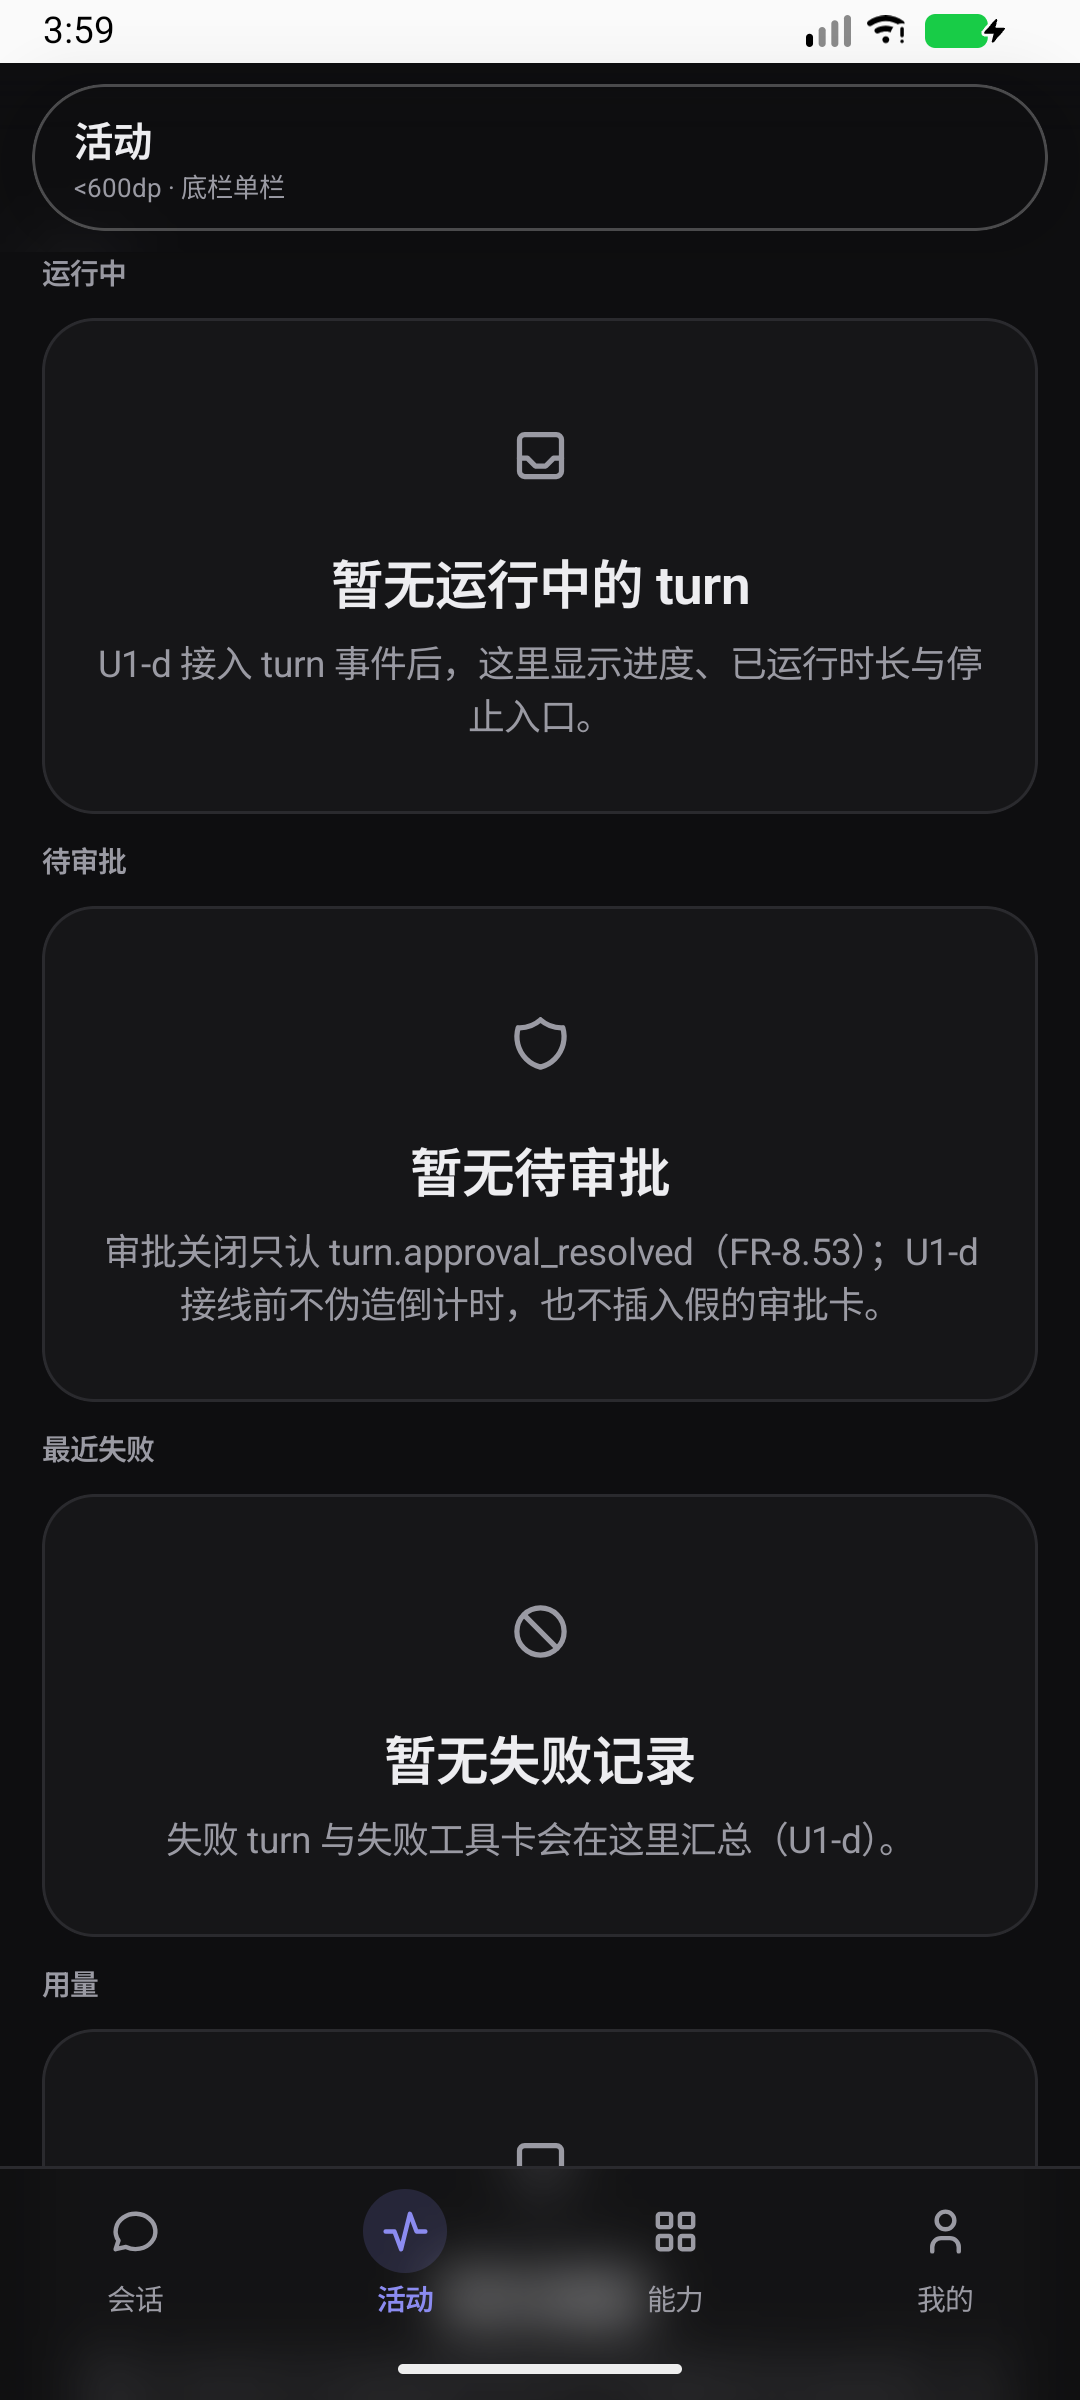 3:59
活动
<600dp · 底栏单栏
运行中
暂无运行中的 turn
U1-d 接入 turn 事件后，这里显示进度、已运行时长与停
止入口。
待审批
暂无待审批
审批关闭只认 turn.approval_resolved（FR-8.53）；U1-d
接线前不伪造倒计时，也不插入假的审批卡。
最近失败
暂无失败记录
失败 turn 与失败工具卡会在这里汇总（U1-d）。
用量
会话
活动
能力
我的